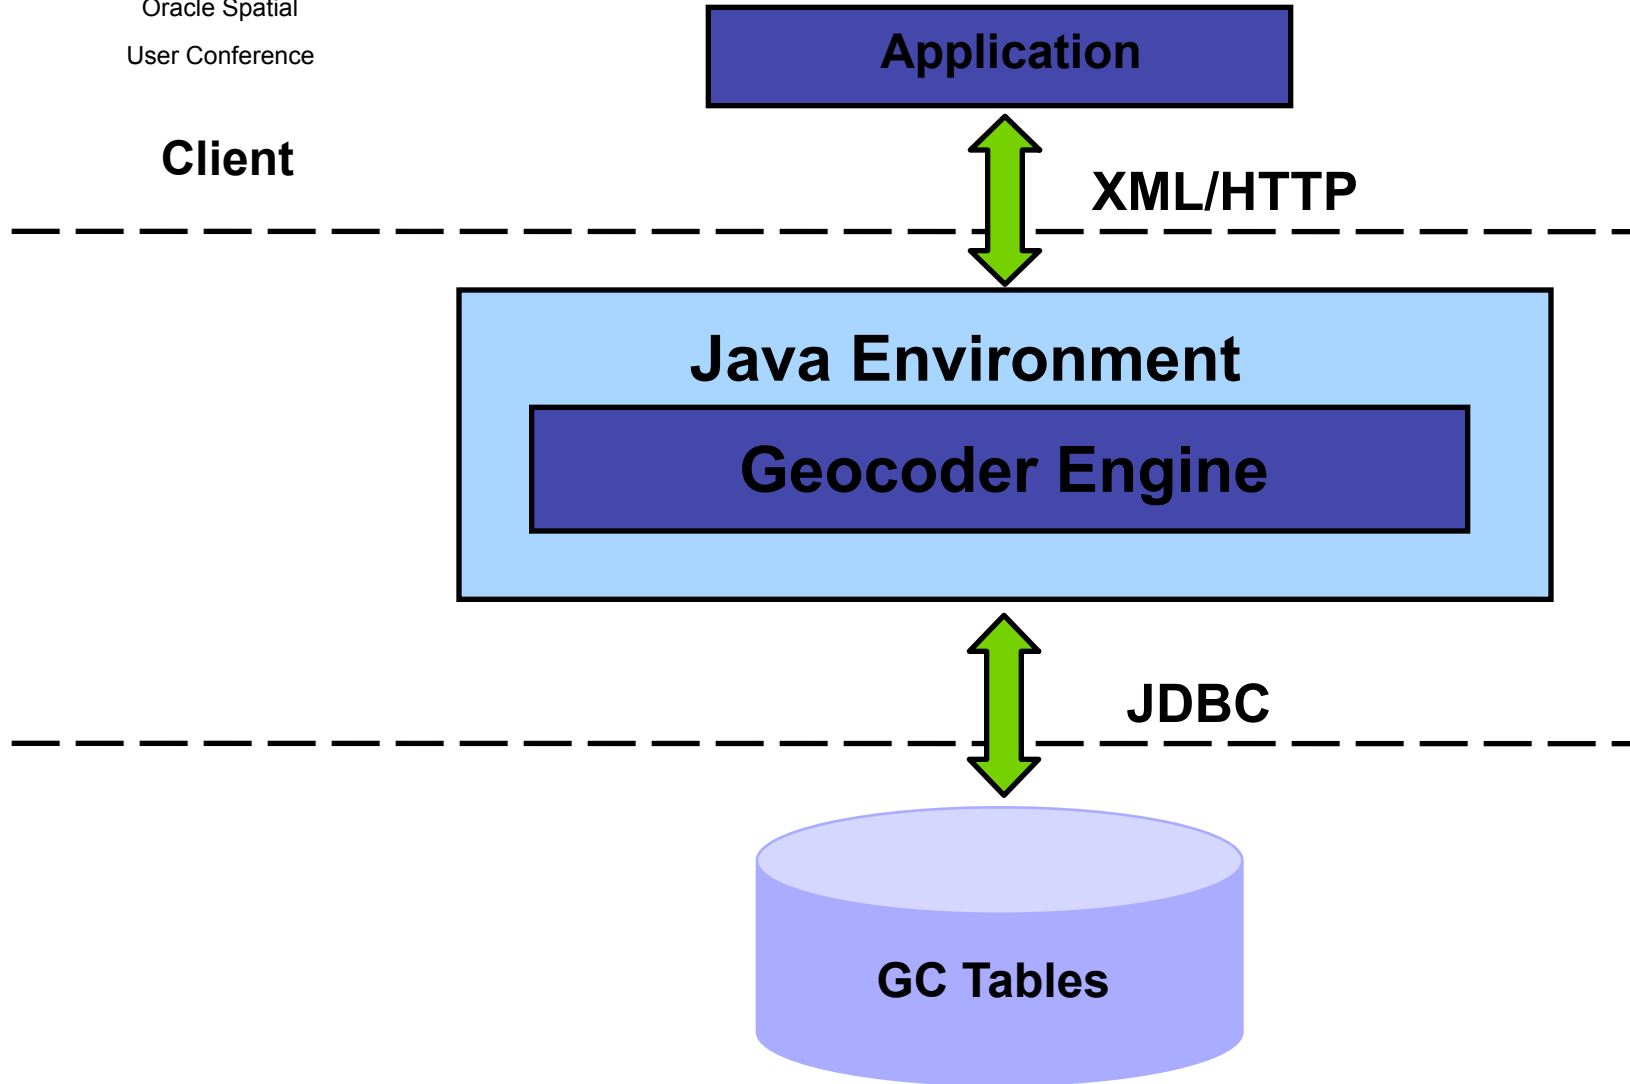 Oracle Spatial
User Conference
Application
Client
XML/HTTP
Java Environment
Geocoder Engine
JDBC
GC Tables